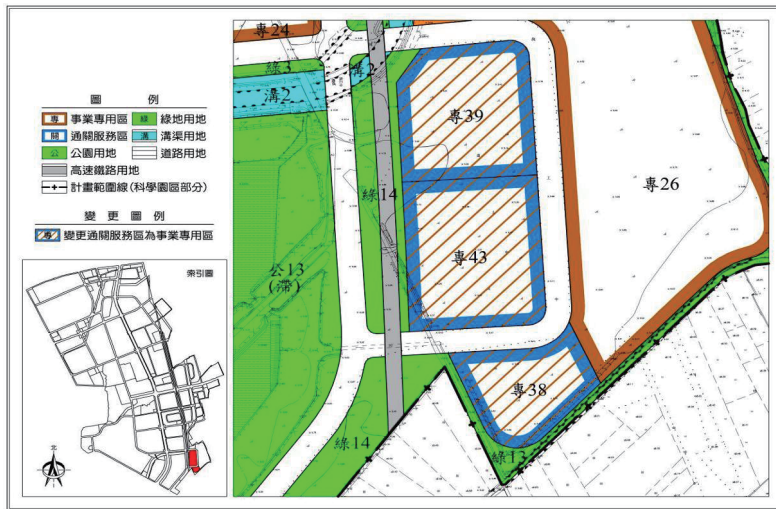 圖 例
專 事業專用區
綠 綠地用地
關 通關服務區
溝 溝渠用地
公 公園用地
道路用地
高速鐵路用地
計畫範圍線(科學園區部分)
變 更 圖 例
專 變更通關服務區為事業專用區
索引圖
北
專24
綠3
溝2
溝2
專39
專26
綠14
專43
公13
(滯)
專38
綠14
綠13